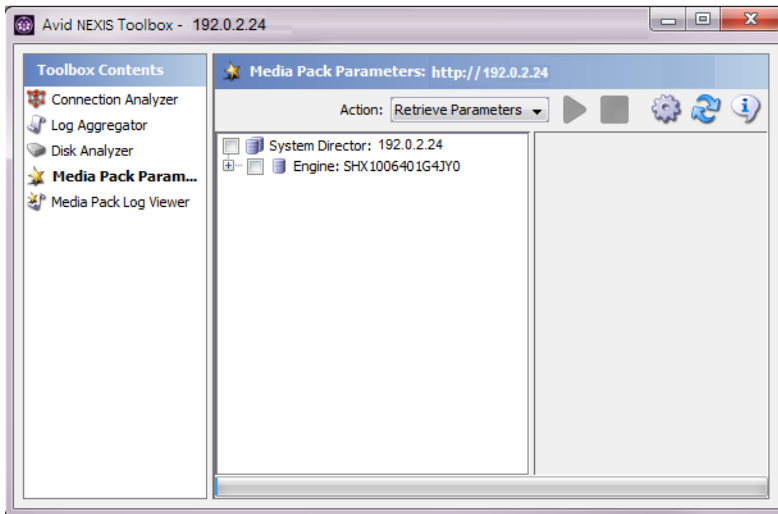 Avid NEXIS Toolbox - 192.0.2.24
Toolbox Contents
Connection Analyzer
Log Aggregator
Disk Analyzer
Media Pack Param...
Media Pack Log Viewer
Media Pack Parameters: http://192.0.2.24
Action: Retrieve Parameters
System Director: 192.0.2.24
Engine: SHX1006401G4JY0